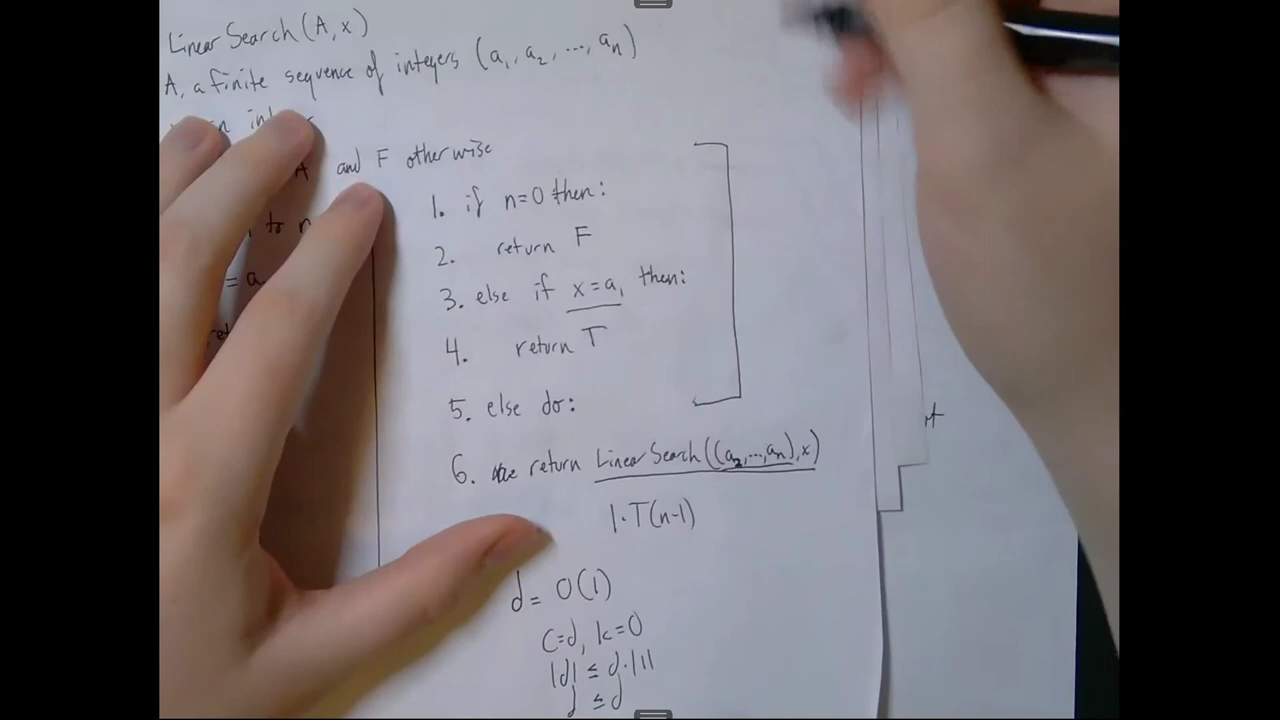 Linear Search(A, x)
A, a finite sequence of integers (a₁, a₂, ..., aₙ)
A and F otherwise
to n
= a
1. if n=0 then:
2. return F
3. else if x=a₁ then:
4. return T
5. else do:
6. return Linear Search((a₂,...,aₙ),x)
1·T(n-1)
d= O(1)
C=d, k=0
|d| ≤ d·|1|
d ≤ d